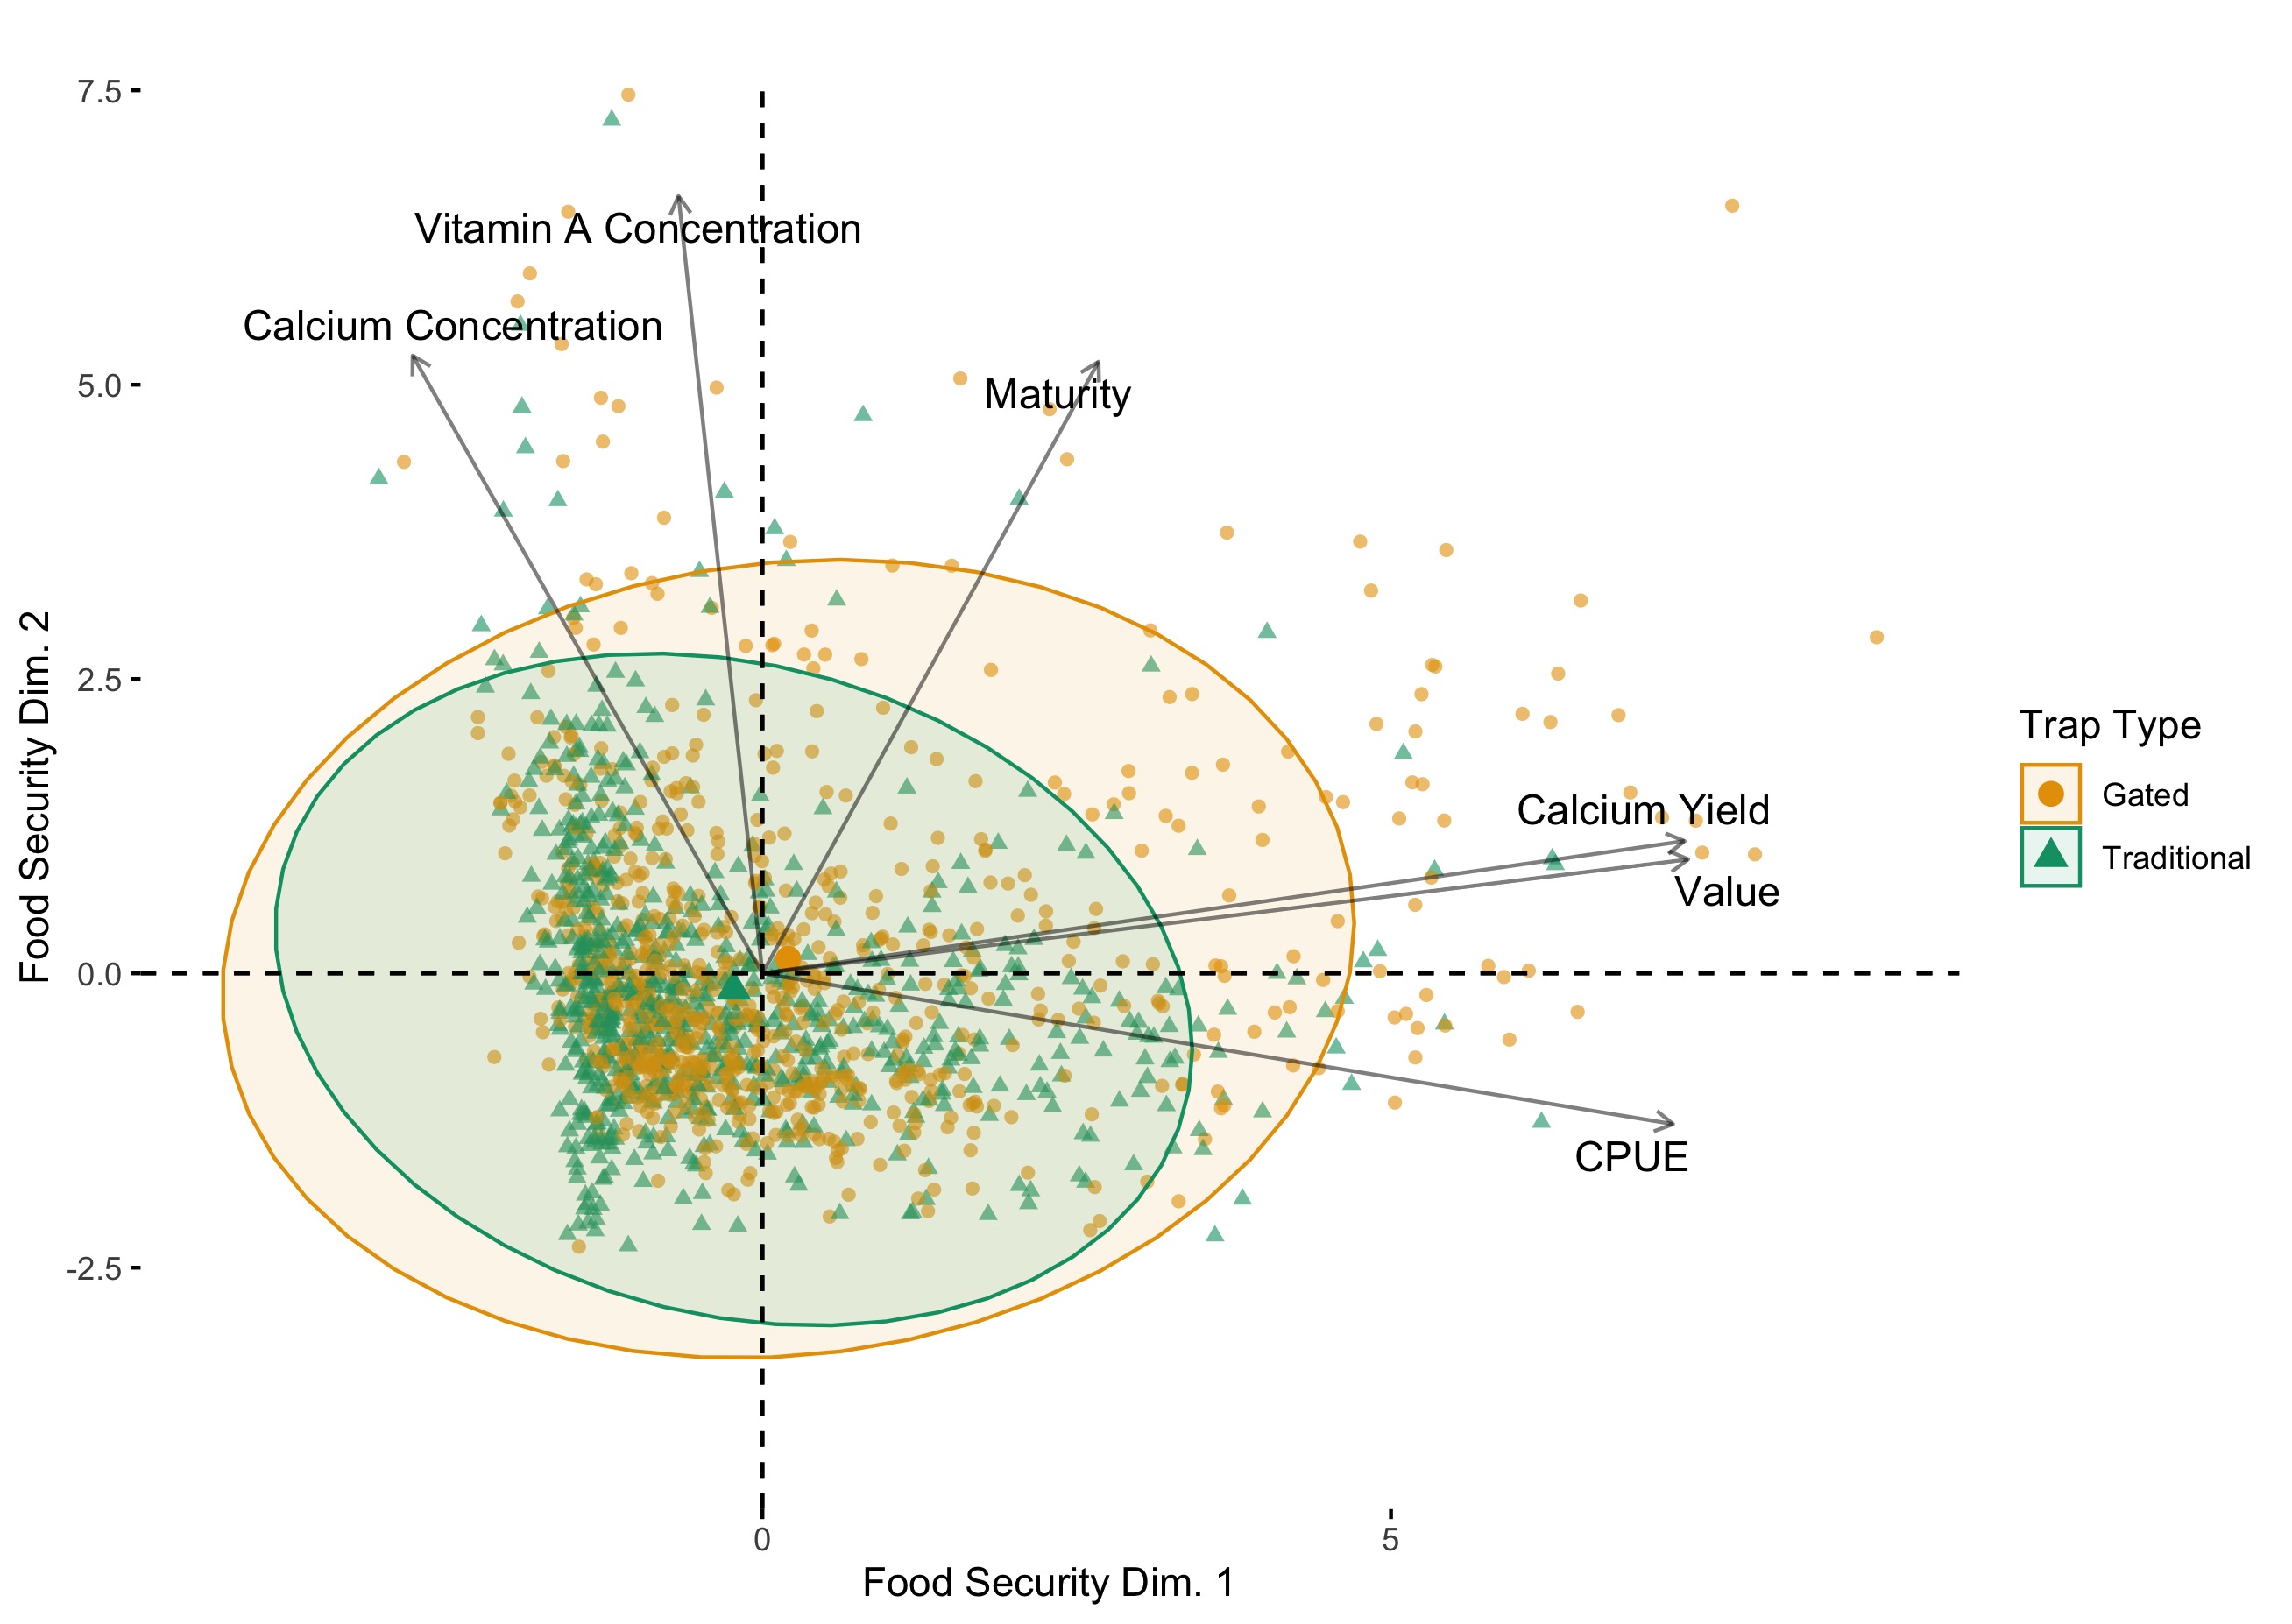 7.5
5.0
2.5
0.0
-2.5
Food Security Dim. 2
Vitamin A Concentration
Calcium Concentration
Maturity
Calcium Yield
Value
CPUE
0
5
Food Security Dim. 1
Trap Type
Gated
Traditional